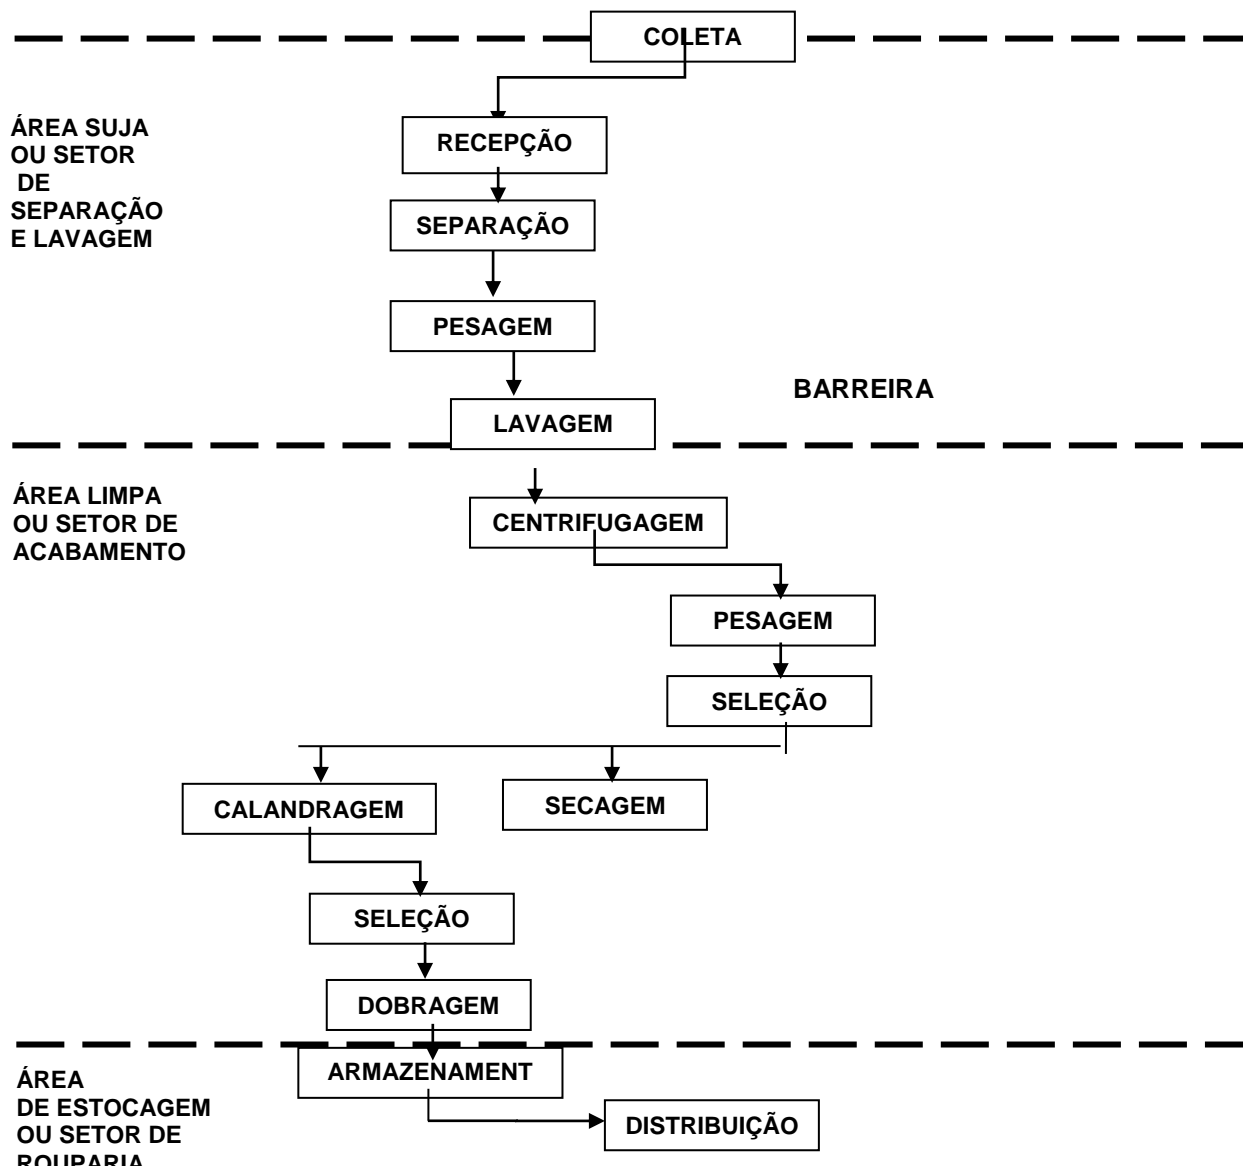 COLETA
ÁREA SUJA
OU SETOR
DE
SEPARAÇÃO
E LAVAGEM
RECEPÇÃO
SEPARAÇÃO
PESAGEM
BARREIRA
LAVAGEM
ÁREA LIMPA
OU SETOR DE
ACABAMENTO
CENTRIFUGAGEM
PESAGEM
SELEÇÃO
CALANDRAGEM
SECAGEM
SELEÇÃO
DOBRAGEM
ARMAZENAMENT
ÁREA
DE ESTOCAGEM
OU SETOR DE
ROUPARIA
DISTRIBUIÇÃO